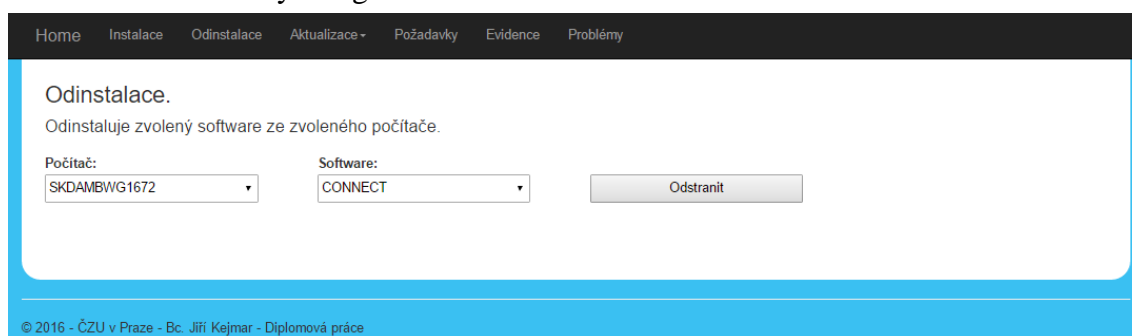 Home Instalace Odinstalace Aktualizace Požadavky Evidence Problémy
Odinstalace.
Odinstaluje zvolený software ze zvoleného počítače.
Počítač: Software:
SKDAMBWG1672 CONNECT Odstranit
© 2016 - ČZU v Praze - Bc. Jiří Kejmar - Diplomová práce